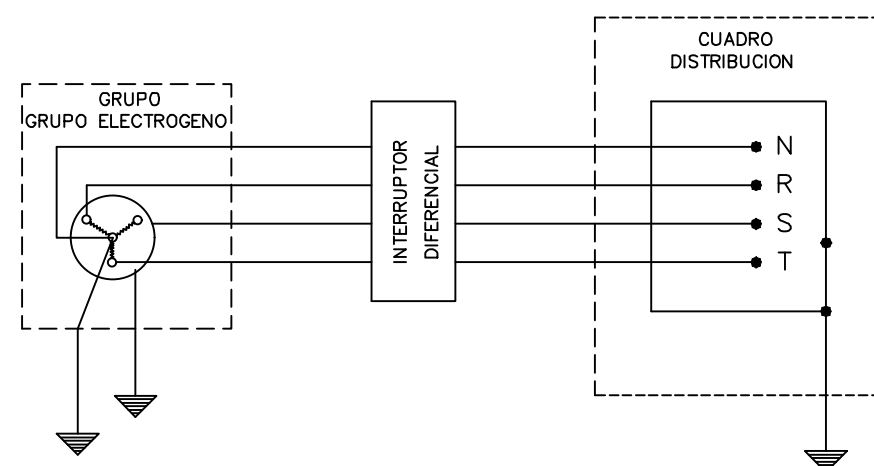 CUADRO
DISTRIBUCION
GRUPO
GRUPO ELECTROGENO
INTERRUPTOR
DIFERENCIAL
N
R
S
T